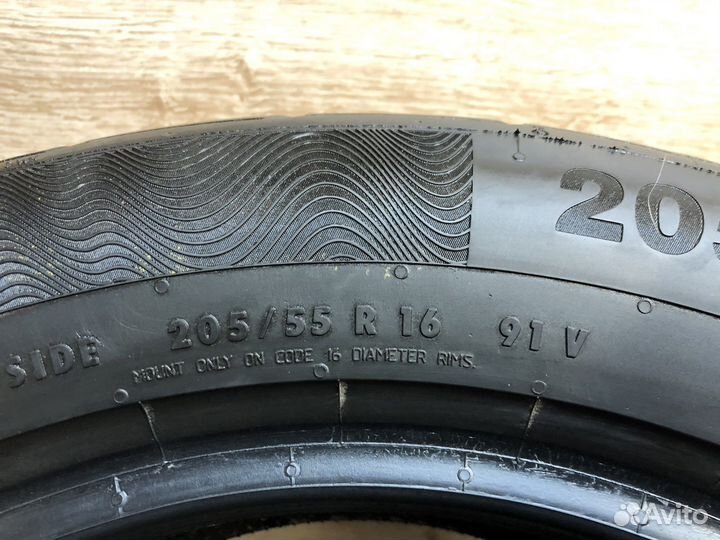 205
SIDE 205/55 R 16 91 V
MOUNT ONLY ON CODE 16 DIAMETER RIMS.
Avito